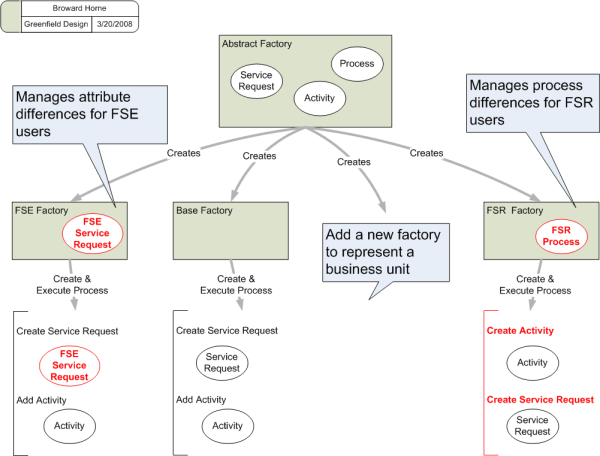 Broward Horne
Greenfield Design
3/20/2008
Abstract Factory
Process
Service
Request
Activity
Manages attribute
differences for FSE
users
Manages process
differences for FSR
users
Creates
Creates
Creates
Creates
FSE Factory
FSE
Service
Request
Base Factory
Add a new factory
to represent a
business unit
FSR Factory
FSR
Process
Create &
Execute Process
Create &
Execute Process
Create &
Execute Process
Create Service Request
FSE
Service
Request
Add Activity
Activity
Create Service Request
Service
Request
Add Activity
Activity
Create Activity
Activity
Create Service Request
Service
Request